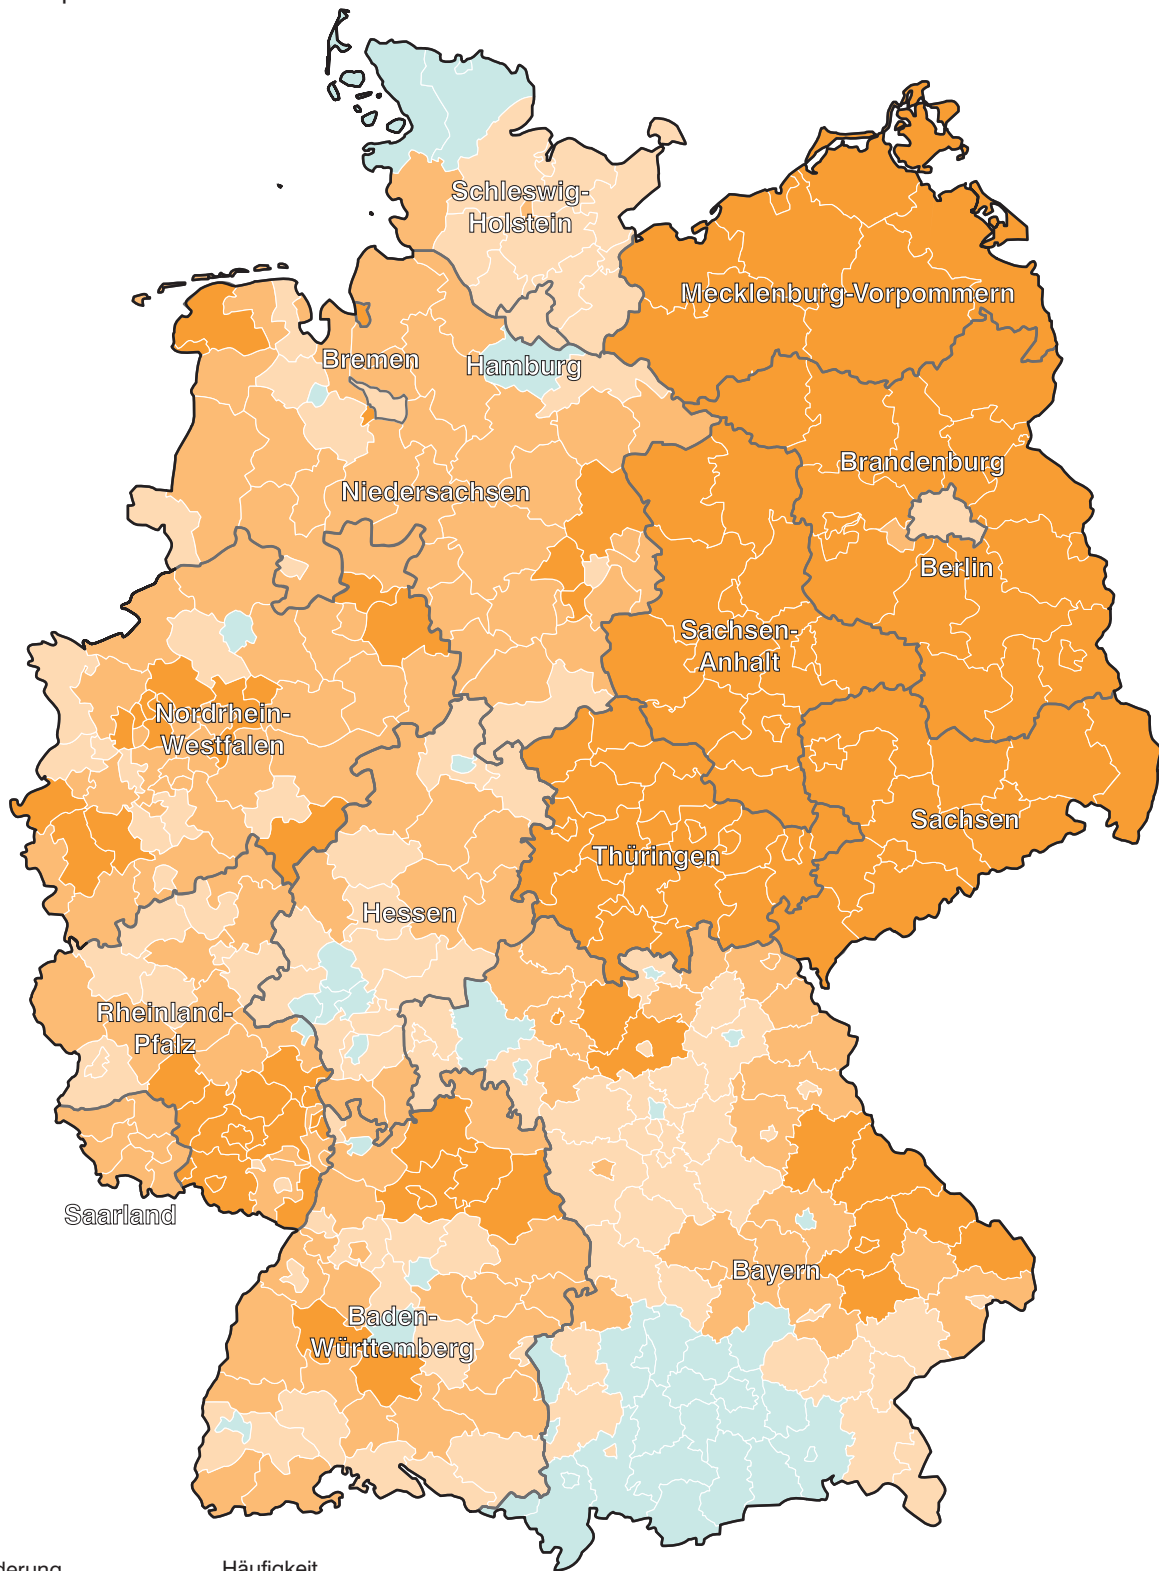 Schleswig-
Holstein
Mecklenburg-Vorpommern
Bremen
Hamburg
Brandenburg
Niedersachsen
Berlin
Sachsen-
Anhalt
Nordrhein-
Westfalen
Sachsen
Thüringen
Hessen
Rheinland-
Pfalz
Saarland
Bayern
Baden-
Württemberg
derung
Häufigkeit